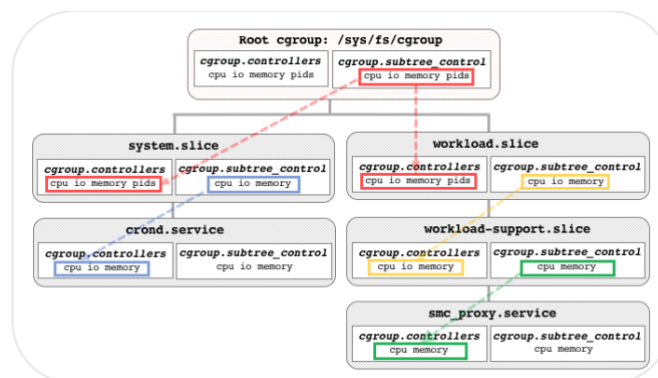 Root cgroup: /sys/fs/cgroup
cgroup.controllers
cpu io memory pids
cgroup.subtree_control
cpu io memory pids
system.slice
cgroup.controllers
cpu io memory pids
cgroup.subtree_control
cpu io memory
workload.slice
cgroup.controllers
cpu io memory pids
cgroup.subtree_control
cpu io memory
crond.service
cgroup.controllers
cpu io memory
cgroup.subtree_control
cpu io memory
workload-support.slice
cgroup.controllers
cpu io memory
cgroup.subtree_control
cpu memory
smc_proxy.service
cgroup.controllers
cpu memory
cgroup.subtree_control
cpu memory